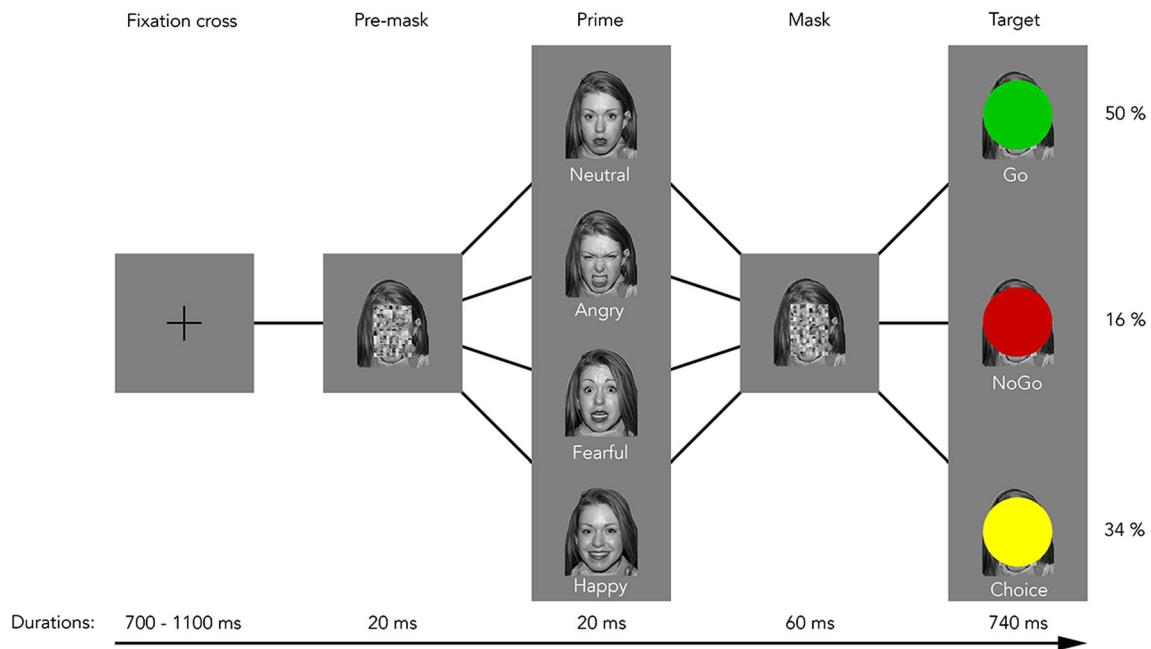 Fixation cross
Pre-mask
Prime
Mask
Target
Neutral
Angry
Fearful
Happy
Go
50 %
NoGo
16 %
Choice
34 %
Durations: 700 - 1100 ms 20 ms 20 ms 60 ms 740 ms